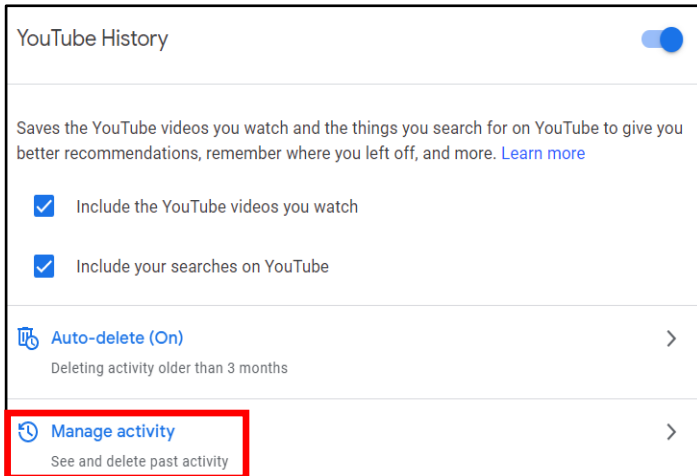 YouTube History
Saves the YouTube videos you watch and the things you search for on YouTube to give you
better recommendations, remember where you left off, and more. Learn more
Include the YouTube videos you watch
Include your searches on YouTube
Auto-delete (On)
Deleting activity older than 3 months
Manage activity
See and delete past activity